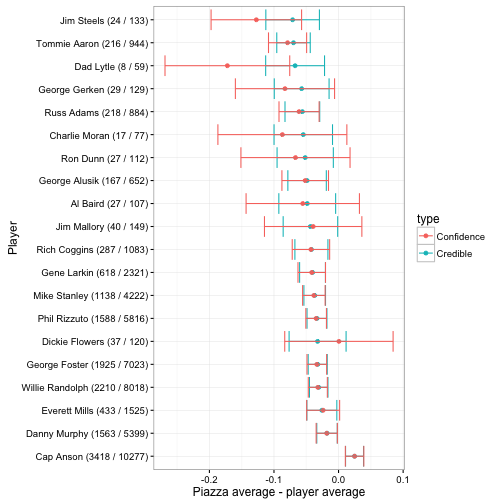 Jim Steels (24 / 133)
Tommie Aaron (216 / 944)
Dad Lytle (8 / 59)
George Gerken (29 / 129)
Russ Adams (218 / 884)
Charlie Moran (17 / 77)
Ron Dunn (27 / 112)
George Alusik (167 / 652)
Al Baird (27 / 107)
Jim Mallory (40 / 149)
Rich Coggins (287 / 1083)
Gene Larkin (618 / 2321)
Mike Stanley (1138 / 4222)
Phil Rizzuto (1588 / 5816)
Dickie Flowers (37 / 120)
George Foster (1925 / 7023)
Willie Randolph (2210 / 8018)
Everett Mills (433 / 1525)
Danny Murphy (1563 / 5399)
Cap Anson (3418 / 10277)
Player
-0.2 -0.1 0.0 0.1
Piazza average - player average
type
Confidence
Credible